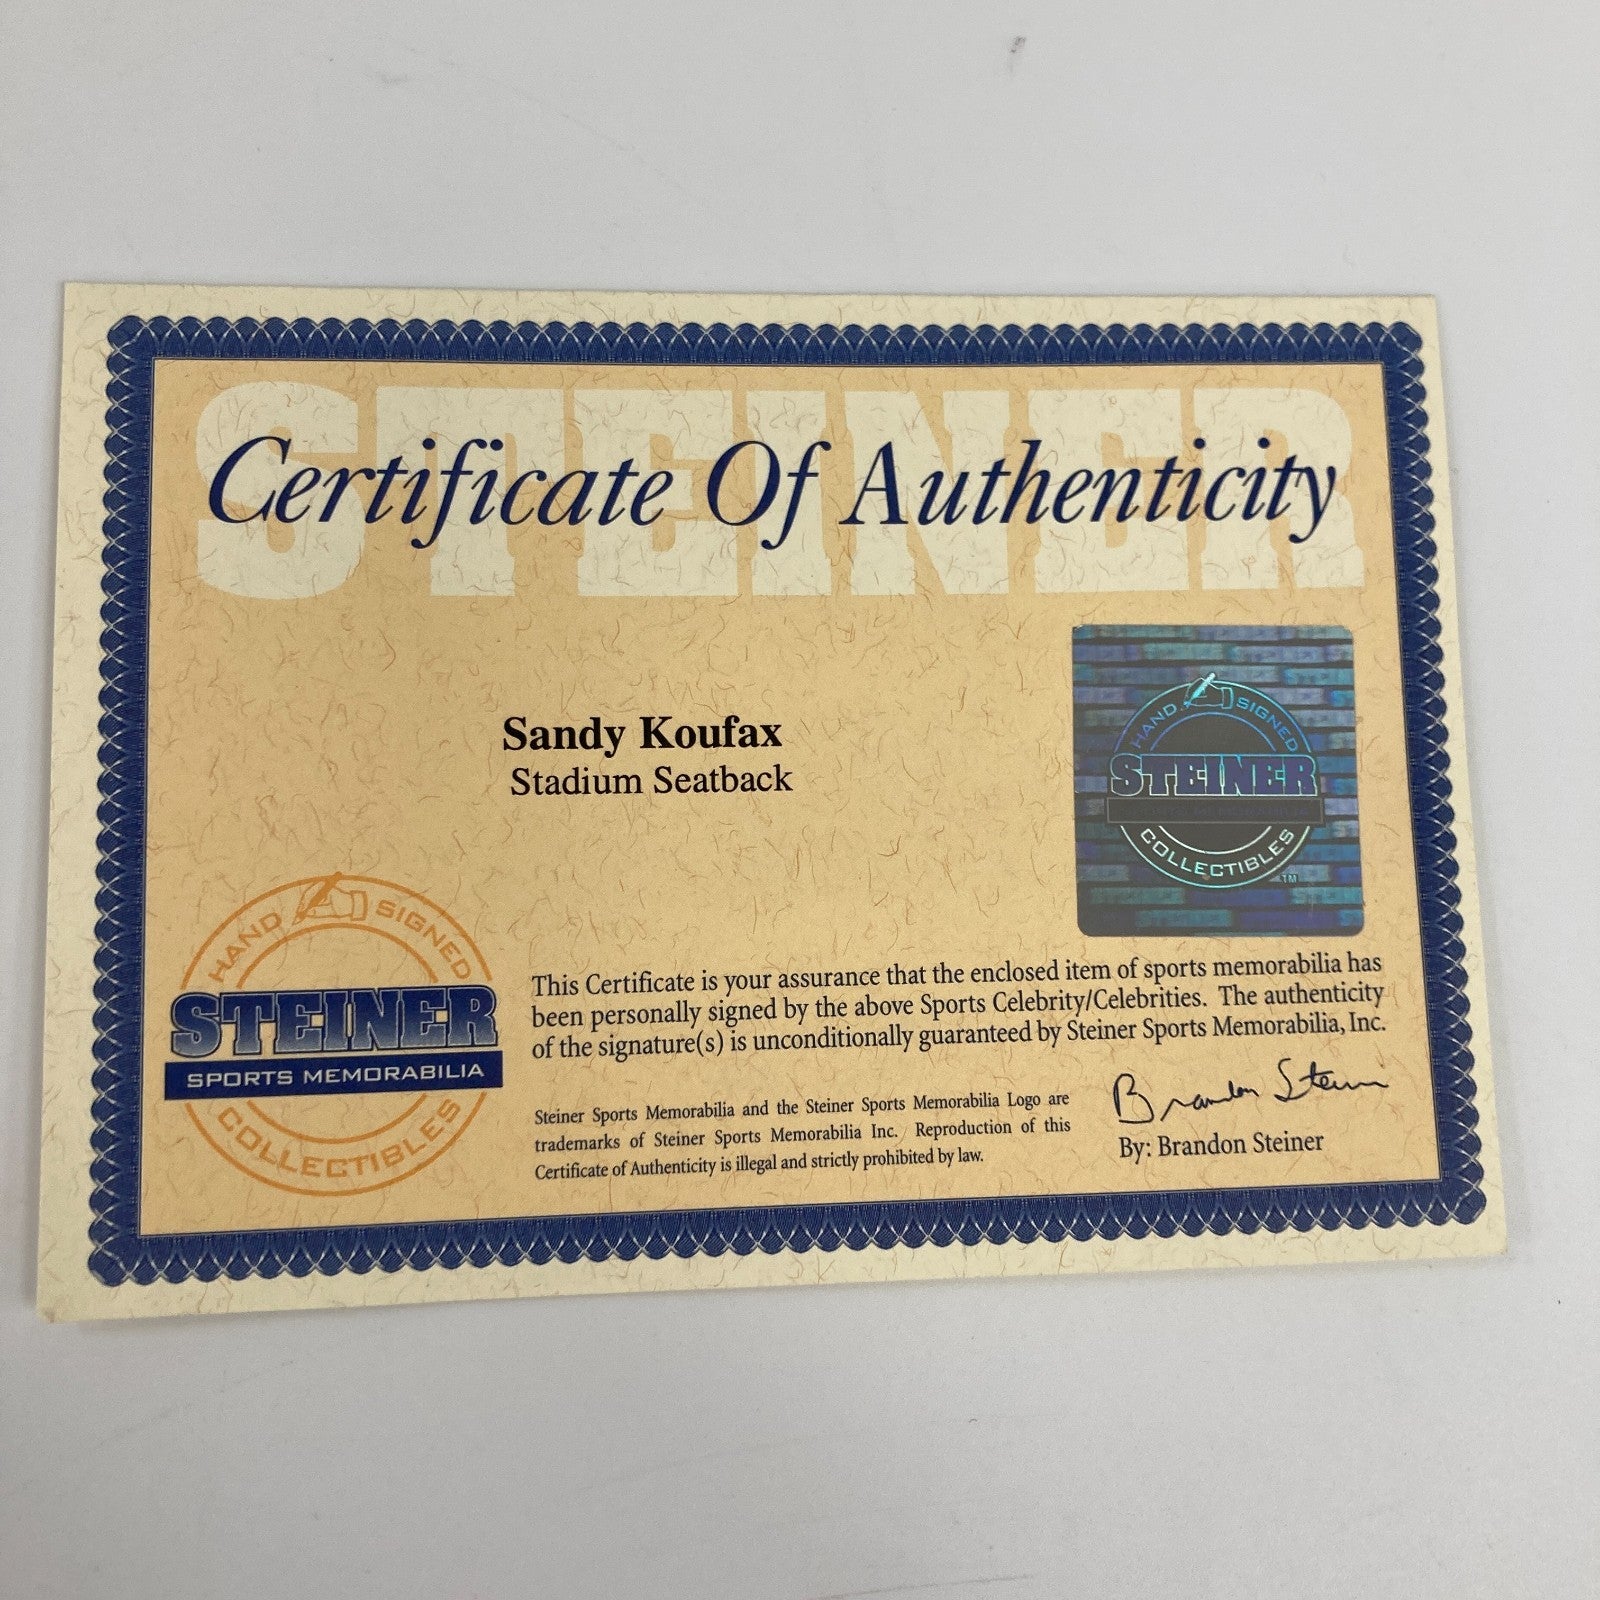 STEINER
Certificate Of Authenticity
Sandy Koufax
Stadium Seatback
HAND SIGNED
STEINER
COLLECTIBLES
TM
HAND SIGNED
STEINER
SPORTS MEMORABILIA
COLLECTIBLES
This Certificate is your assurance that the enclosed item of sports memorabilia has
been personally signed by the above Sports Celebrity/Celebrities. The authenticity
of the signature(s) is unconditionally guaranteed by Steiner Sports Memorabilia, Inc.
Steiner Sports Memorabilia and the Steiner Sports Memorabilia Logo are
trademarks of Steiner Sports Memorabilia Inc. Reproduction of this
Certificate of Authenticity is illegal and strictly prohibited by law.
Brandon Steiner
By: Brandon Steiner